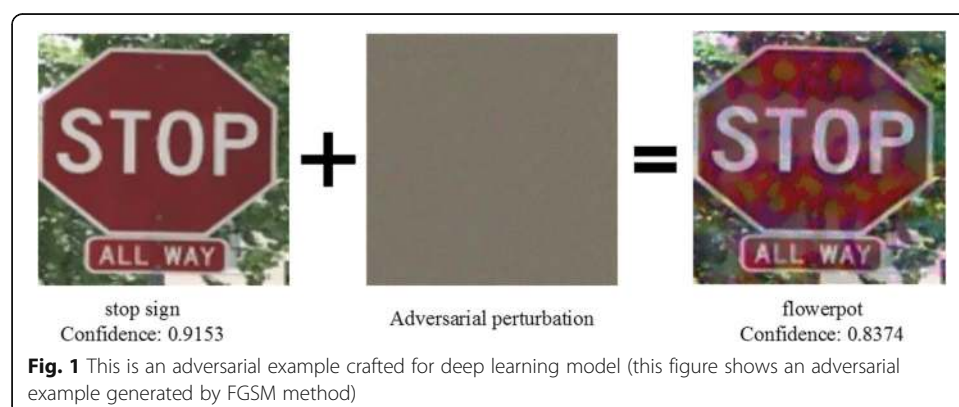 STOP
ALL WAY
+
=
STOP
ALL WAY
stop sign
Confidence: 0.9153
Adversarial perturbation
flowerpot
Confidence: 0.8374
Fig. 1 This is an adversarial example crafted for deep learning model (this figure shows an adversarial
example generated by FGSM method)